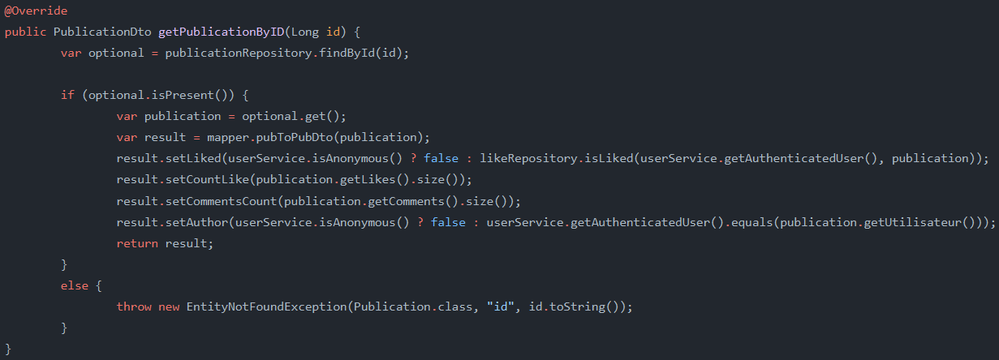 @Override
public PublicationDto getPublicationByID(Long id) {
var optional = publicationRepository.findById(id);
if (optional.isPresent()) {
var publication = optional.get();
var result = mapper.pubToPubDto(publication);
result.setLiked(userService.isAnonymous() ? false : likeRepository.isLiked(userService.getAuthenticatedUser(), publication));
result.setCountLike(publication.getLikes().size());
result.setCommentsCount(publication.getComments().size());
result.setAuthor(userService.isAnonymous() ? false : userService.getAuthenticatedUser().equals(publication.getUtilisateur()));
return result;
}
else {
throw new EntityNotFoundException(Publication.class, "id", id.toString());
}
}